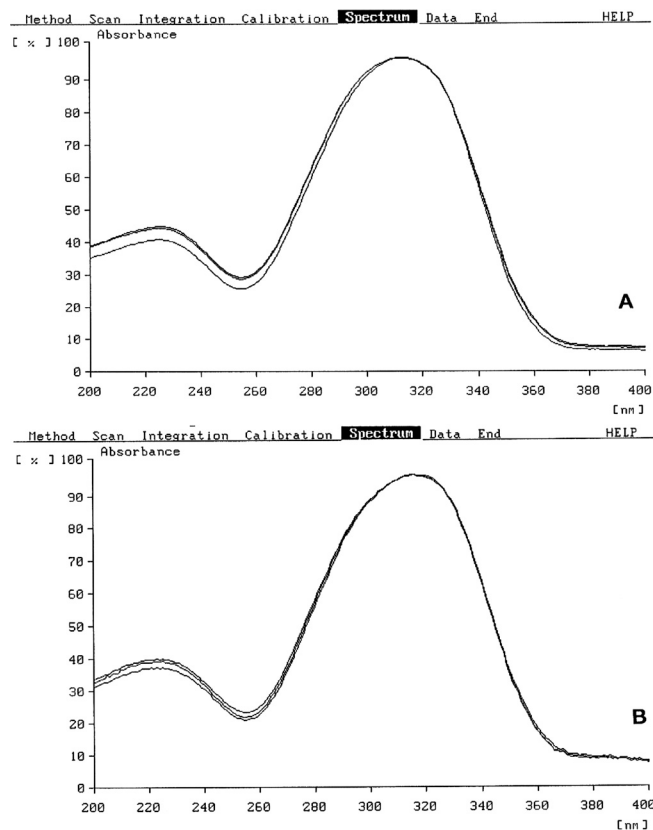 Method Scan Integration Calibration Spectrum Data End HELP
[ % ] 100 Absorbance
90
80
70
60
50
40
30
20
10
0
A
200 220 240 260 280 300 320 340 360 380 400
[nm]
Method Scan Integration Calibration Spectrum Data End HELP
[ % ] 100 Absorbance
90
80
70
60
50
40
30
20
10
0
B
200 220 240 260 280 300 320 340 360 380 400
[nm]